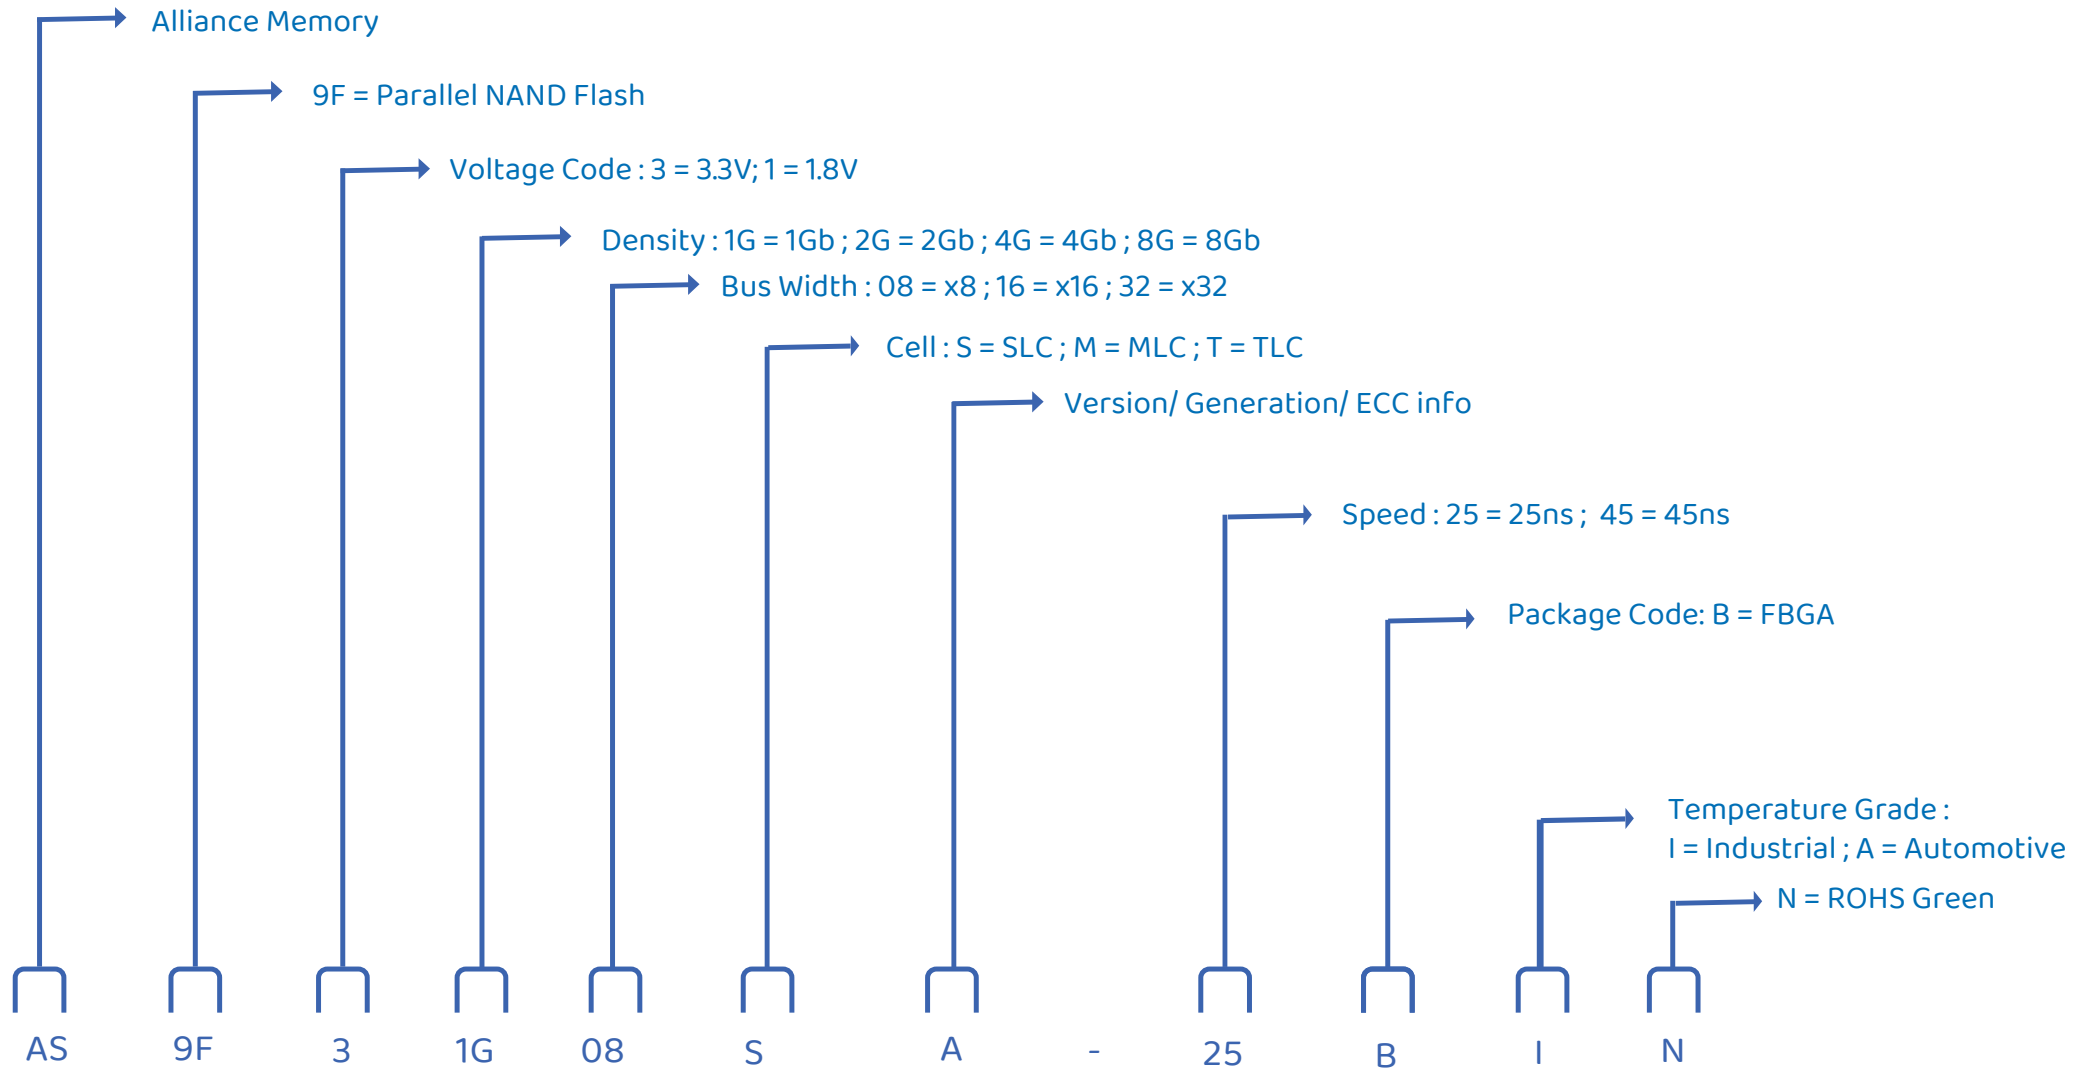 Alliance Memory
9F = Parallel NAND Flash
Voltage Code : 3 = 3.3V; 1 = 1.8V
Density : 1G = 1Gb ; 2G = 2Gb ; 4G = 4Gb ; 8G = 8Gb
Bus Width : 08 = x8 ; 16 = x16 ; 32 = x32
Cell : S = SLC ; M = MLC ; T = TLC
Version/ Generation/ ECC info
Speed : 25 = 25ns ; 45 = 45ns
Package Code: B = FBGA
Temperature Grade :
I = Industrial ; A = Automotive
N = ROHS Green
AS 9F 3 1G 08 S A - 25 B I N